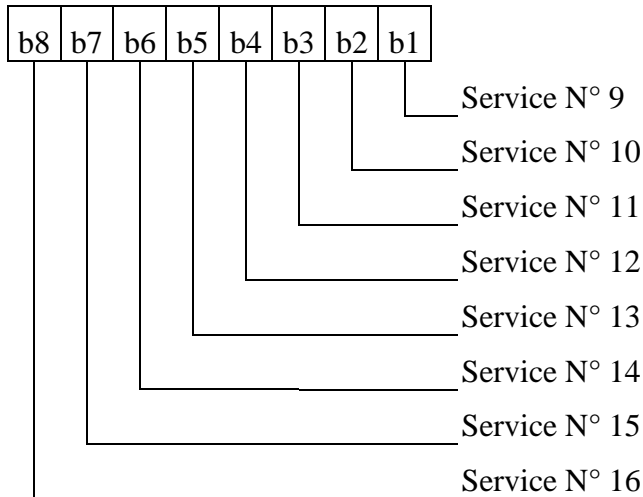 b8 b7 b6 b5 b4 b3 b2 b1
Service N° 9
Service N° 10
Service N° 11
Service N° 12
Service N° 13
Service N° 14
Service N° 15
Service N° 16